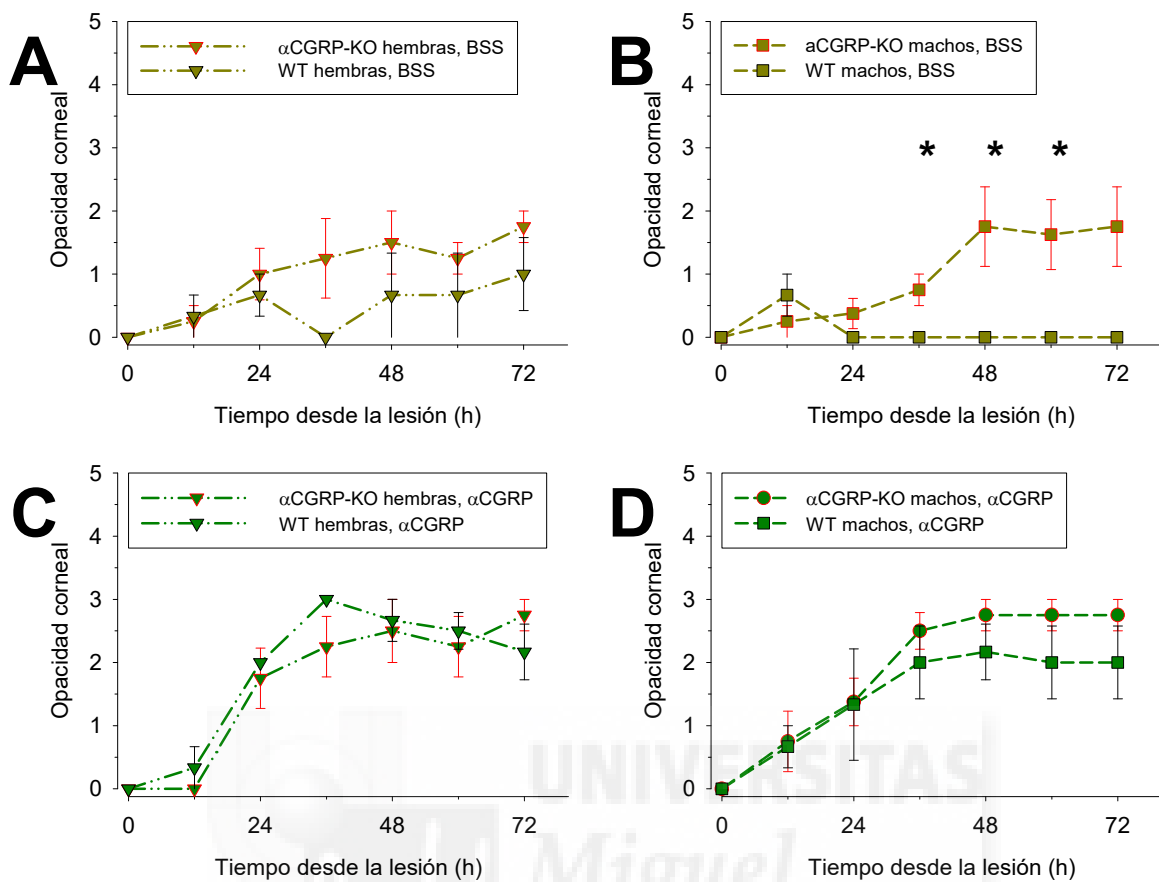 A
αCGRP-KO hembras, BSS
WT hembras, BSS
Opacidad corneal
5
4
3
2
1
0
0 24 48 72
Tiempo desde la lesión (h)
B
aCGRP-KO machos, BSS
WT machos, BSS
Opacidad corneal
5
4
3
2
1
0
* * *
0 24 48 72
Tiempo desde la lesión (h)
C
αCGRP-KO hembras, αCGRP
WT hembras, αCGRP
Opacidad corneal
5
4
3
2
1
0
0 24 48 72
Tiempo desde la lesión (h)
D
αCGRP-KO machos, αCGRP
WT machos, αCGRP
Opacidad corneal
5
4
3
2
1
0
0 24 48 72
Tiempo desde la lesión (h)
UNIVERSITAS
Miguel